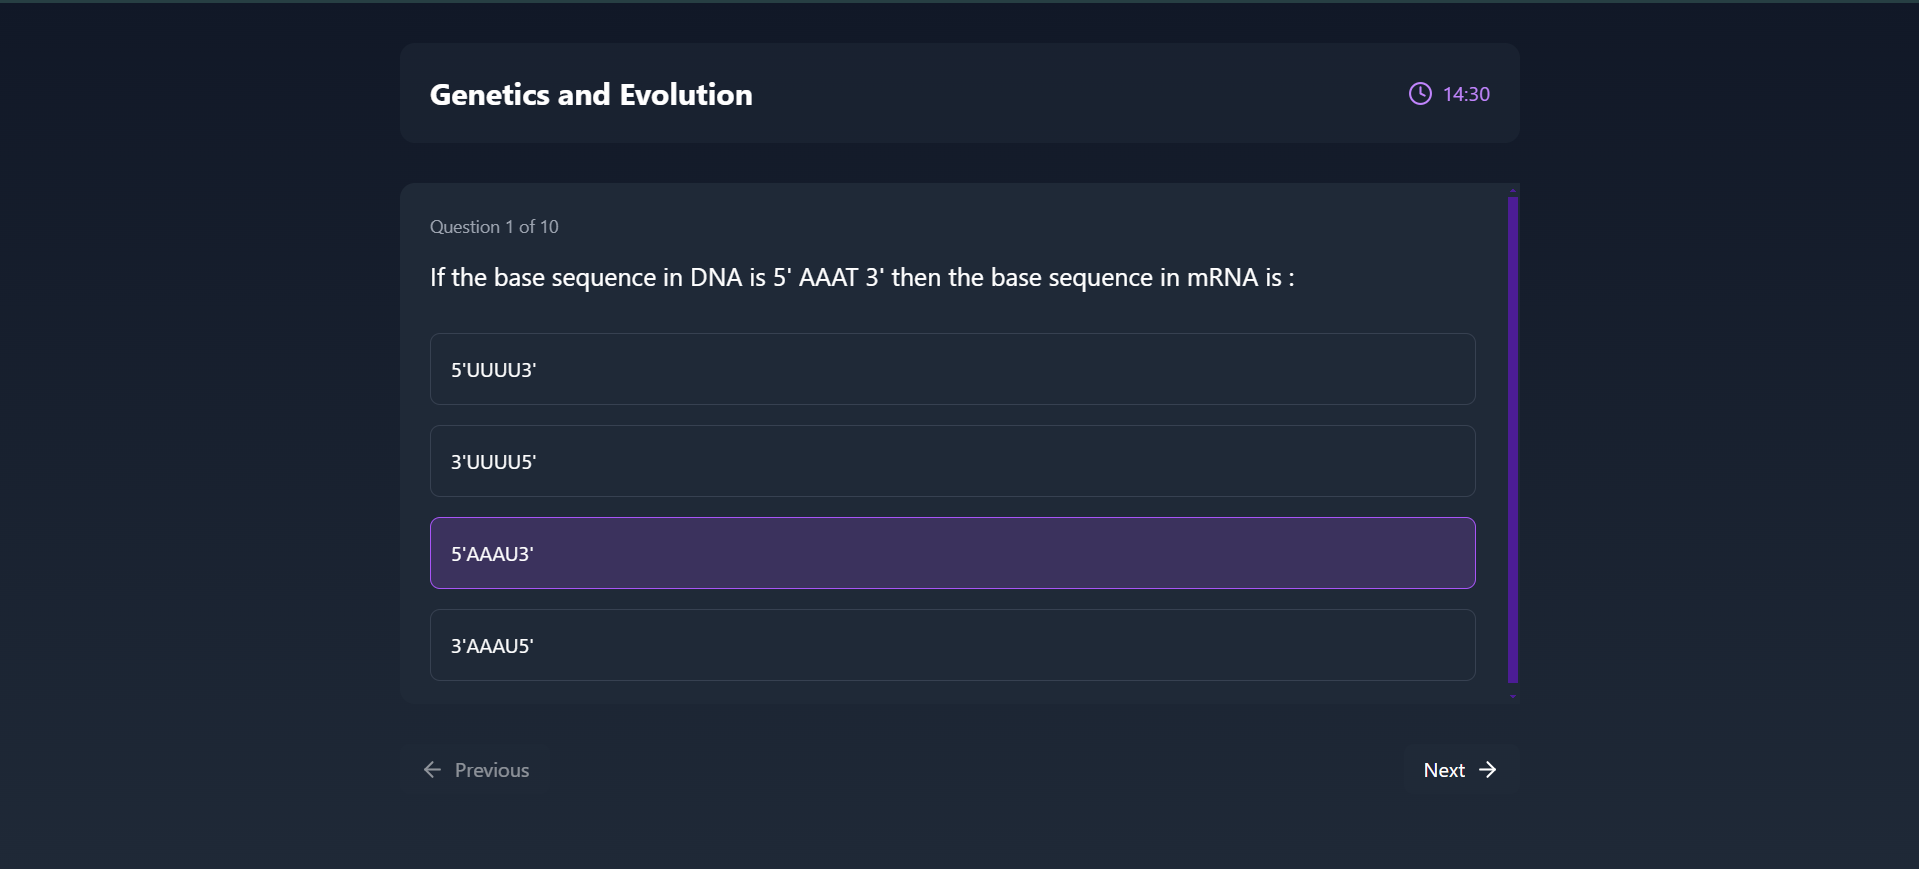 Genetics and Evolution
14:30
Question 1 of 10
If the base sequence in DNA is 5' AAAT 3' then the base sequence in mRNA is :
5'UUUU3'
3'UUUU5'
5'AAAU3'
3'AAAU5'
Previous
Next